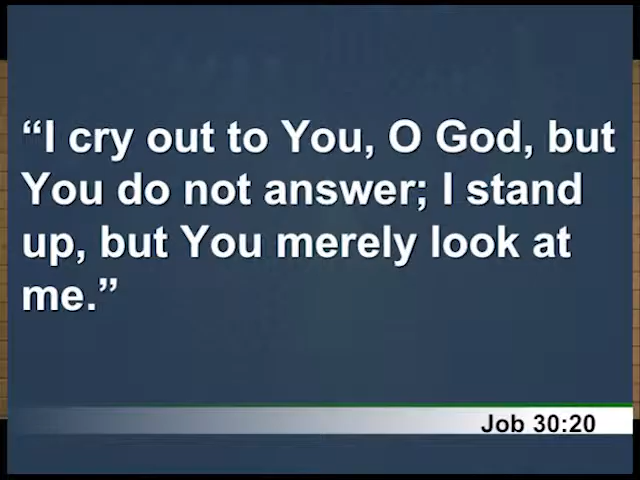 “I cry out to You, O God, but
You do not answer; I stand
up, but You merely look at
me.”
Job 30:20